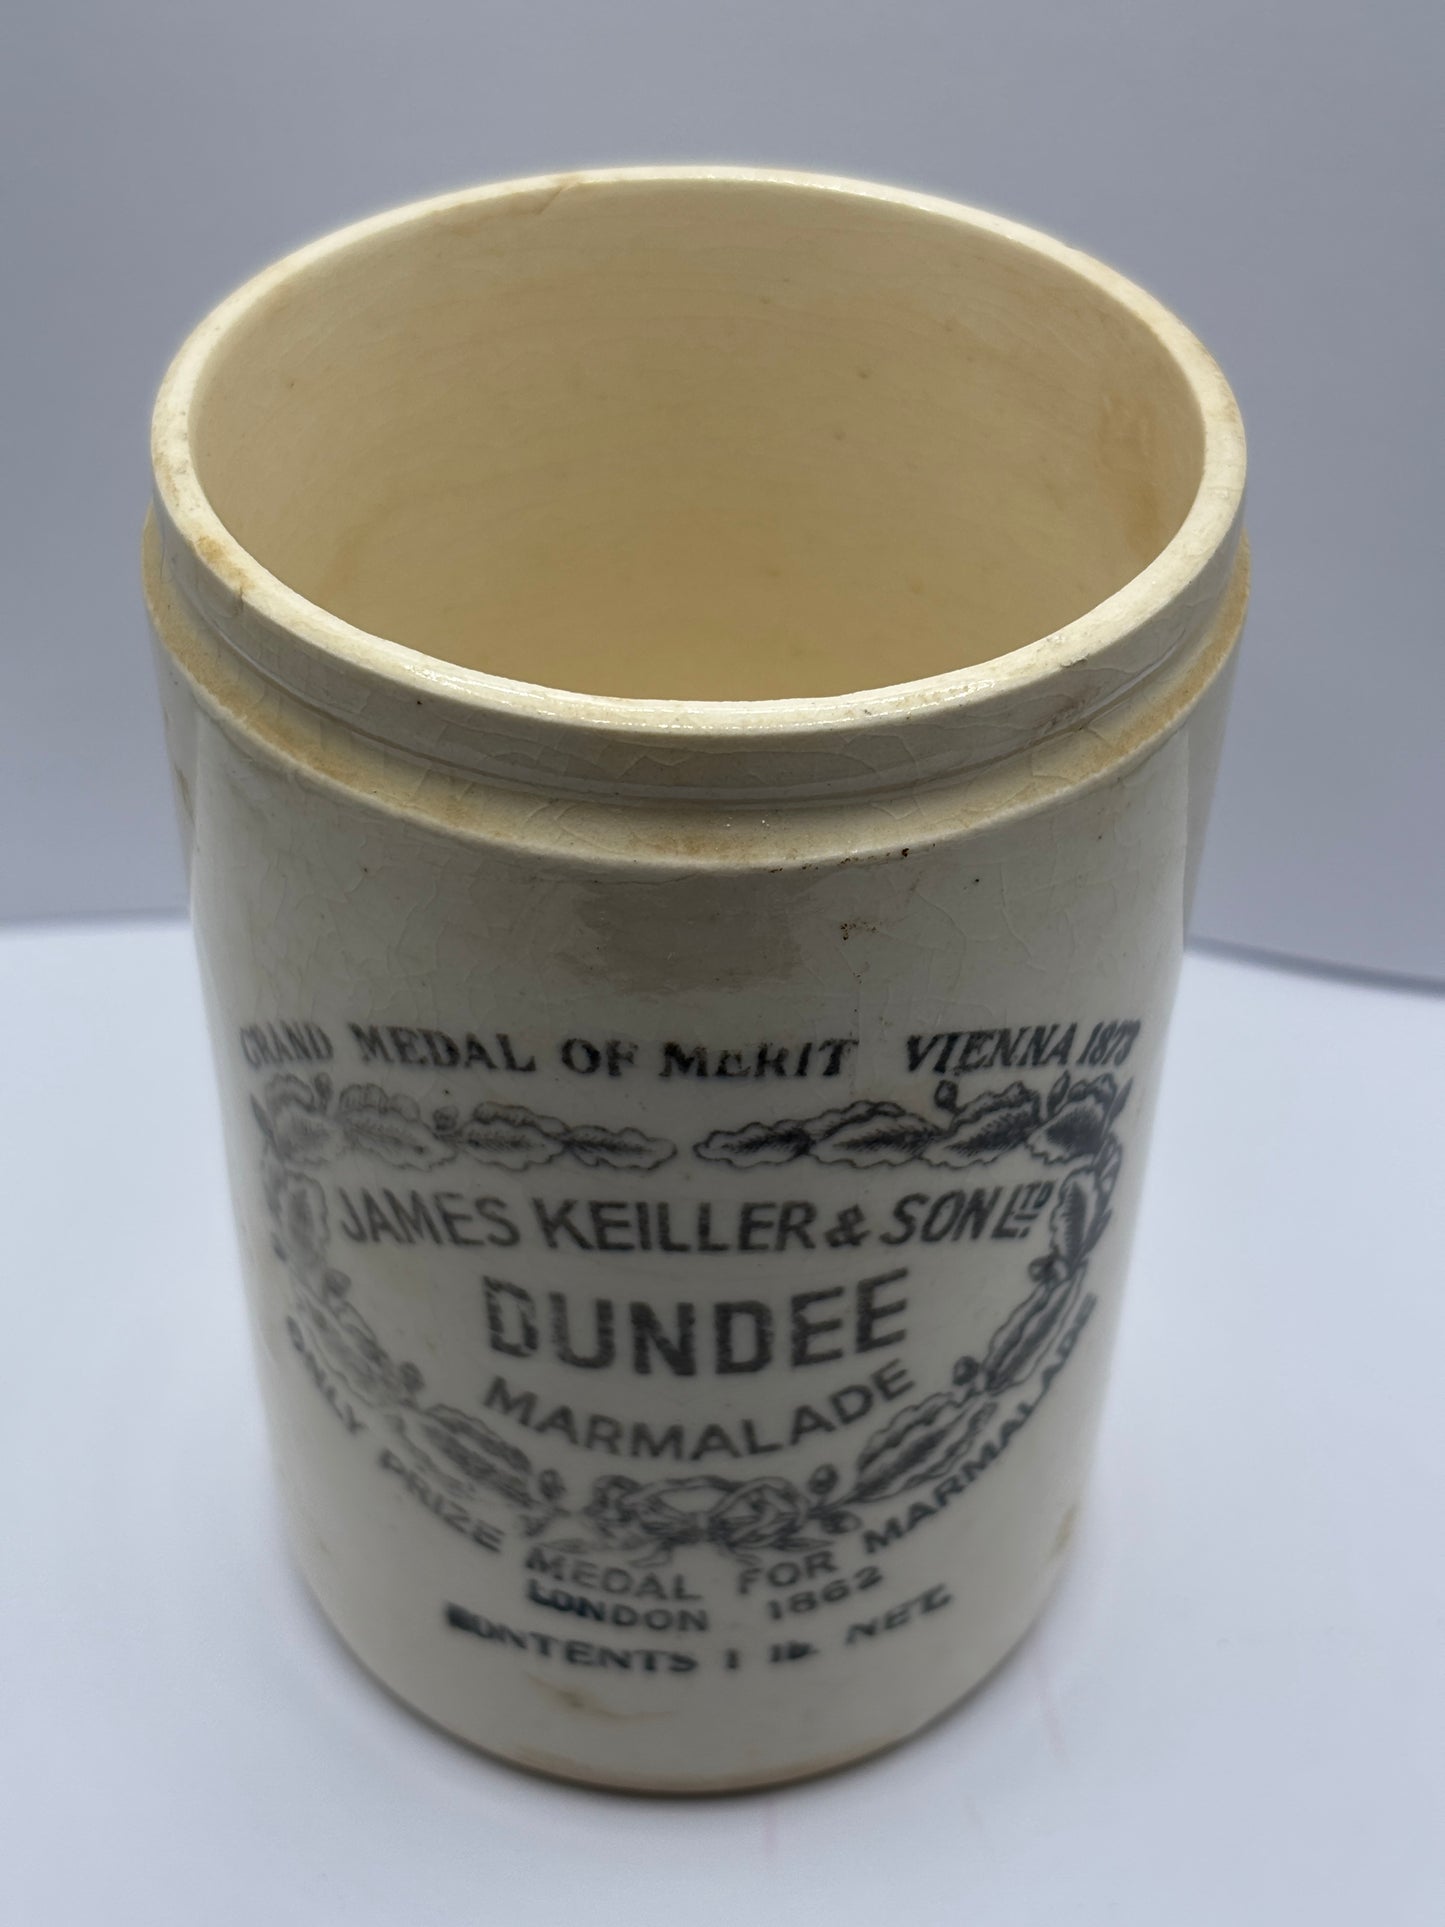 GRAND MEDAL OF MERIT VIENNA 1873
JAMES KEILLER & SON LTD.
DUNDEE
MARMALADE
ONLY PRIZE MEDAL FOR MARMALADE
LONDON 1862
CONTENTS 1 lb. NET.